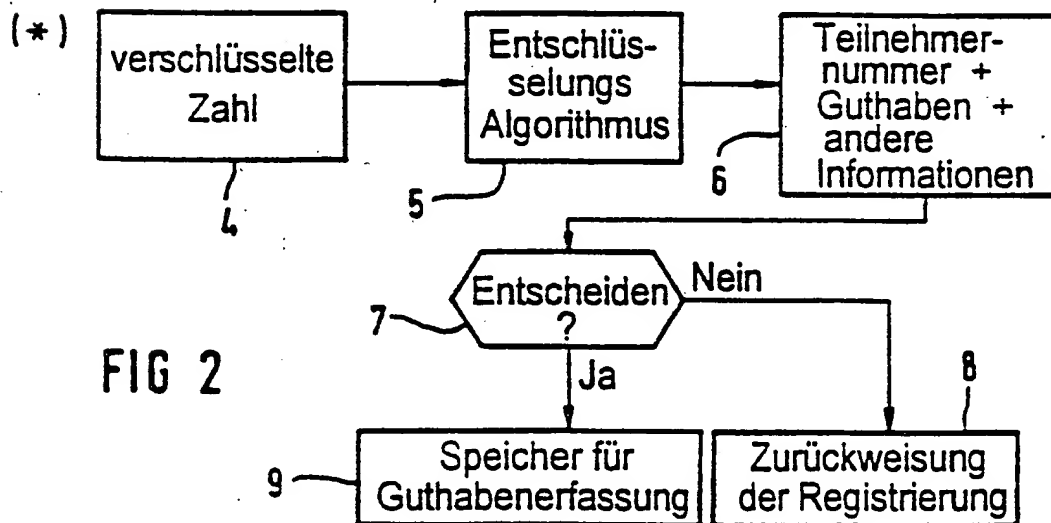 (*)
verschlüsselte
Zahl
4
Entschlüs-
selungs
Algorithmus
5
Teilnehmer-
nummer +
Guthaben +
andere
Informationen
6
Entscheiden
?
7
Nein
Ja
FIG 2
8
Speicher für
Guthabenerfassung
9
Zurückweisung
der Registrierung